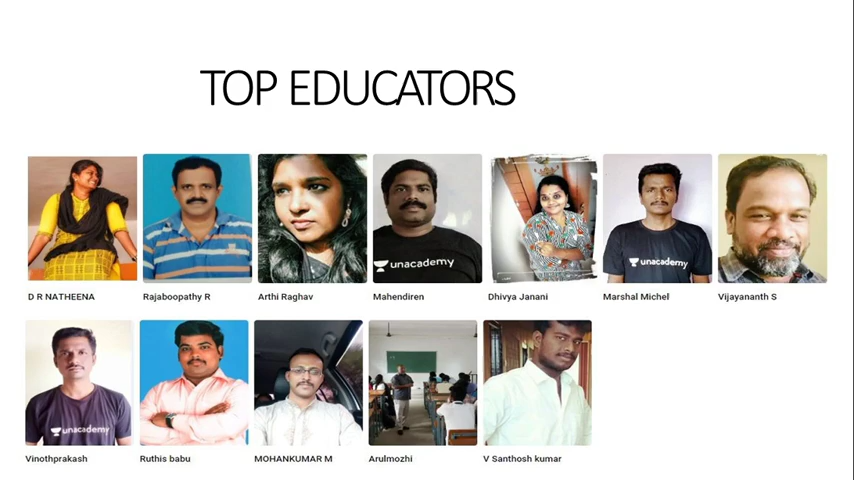 TOP EDUCATORS
unacademy
unacademy
D R NATHEENA
Rajaboopathy R
Arthi Raghav
Mahendiren
Dhivya Janani
Marshal Michel
Vijayananth S
unacademy
Vinothprakash
Ruthis babu
MOHANKUMAR M
Arulmozhi
V Santhosh kumar